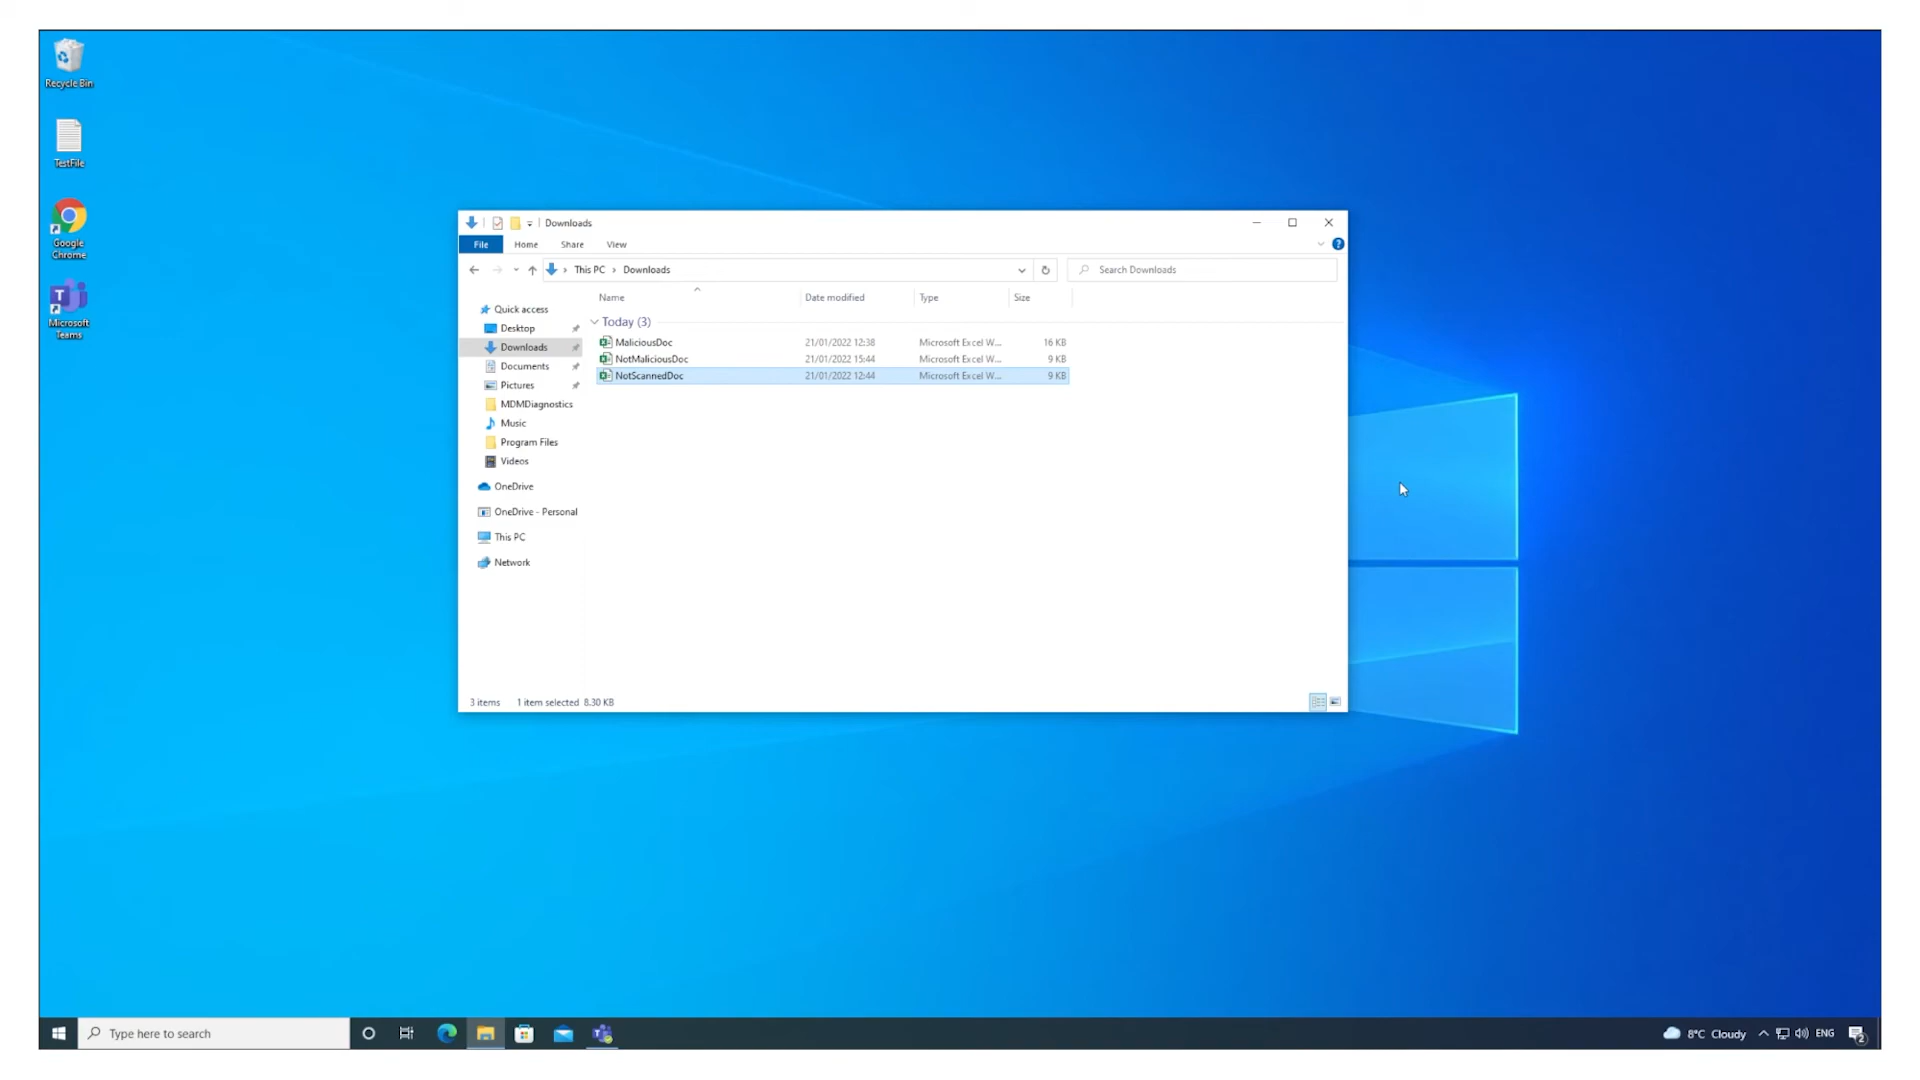 Recycle Bin
TestFile
Google
Chrome
Microsoft
Teams
Downloads
File Home Share View
This PC Downloads
Search Downloads
Name Date modified Type Size
Quick access
Desktop
Downloads
Documents
Pictures
MDMDiagnostics
Music
Program Files
Videos
OneDrive
OneDrive - Personal
This PC
Network
Today (3)
MaliciousDoc 21/01/2022 12:38 Microsoft Excel W... 16 KB
NotMaliciousDoc 21/01/2022 15:44 Microsoft Excel W... 9 KB
NotScannedDoc 21/01/2022 12:44 Microsoft Excel W... 9 KB
3 items 1 item selected 8.30 KB
Type here to search
8°C Cloudy ENG 2